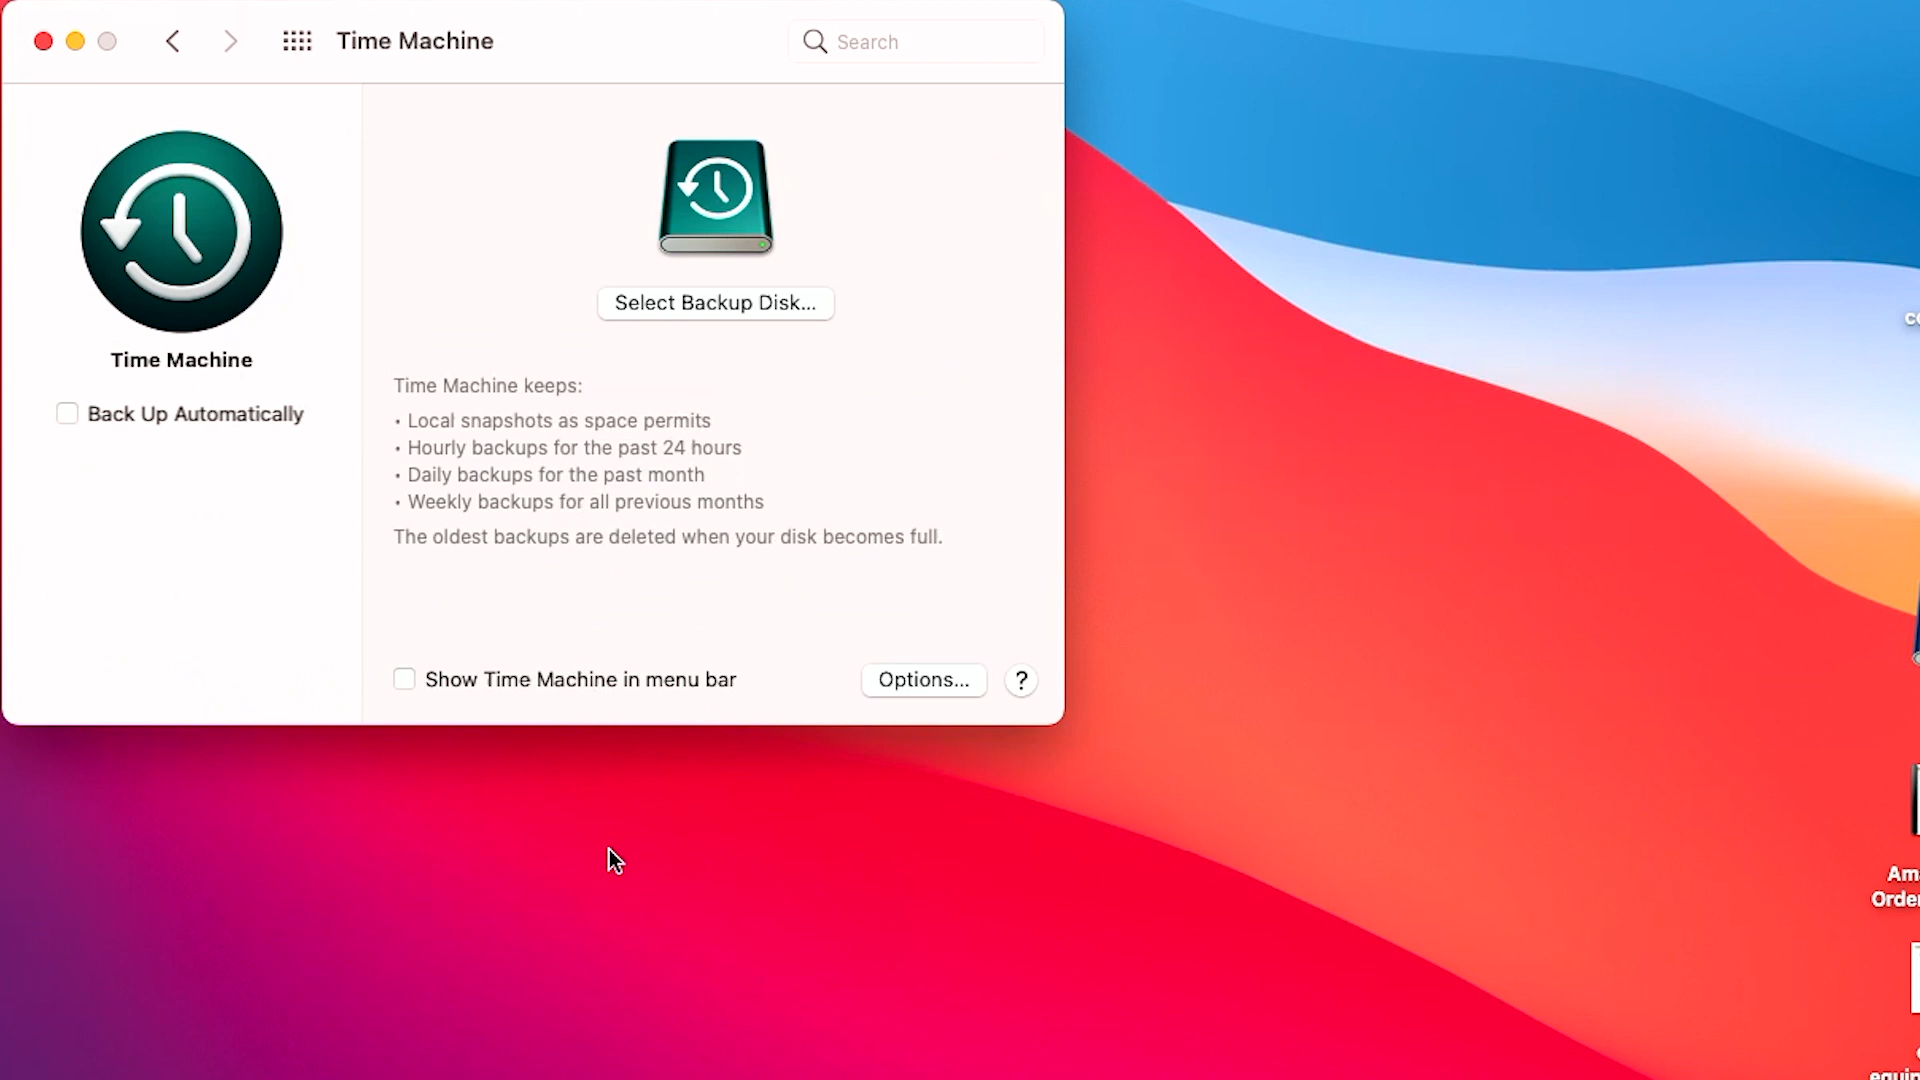 Time Machine
Search
Select Backup Disk...
Time Machine
Back Up Automatically
Time Machine keeps:
• Local snapshots as space permits
• Hourly backups for the past 24 hours
• Daily backups for the past month
• Weekly backups for all previous months
The oldest backups are deleted when your disk becomes full.
Show Time Machine in menu bar
Options...
?